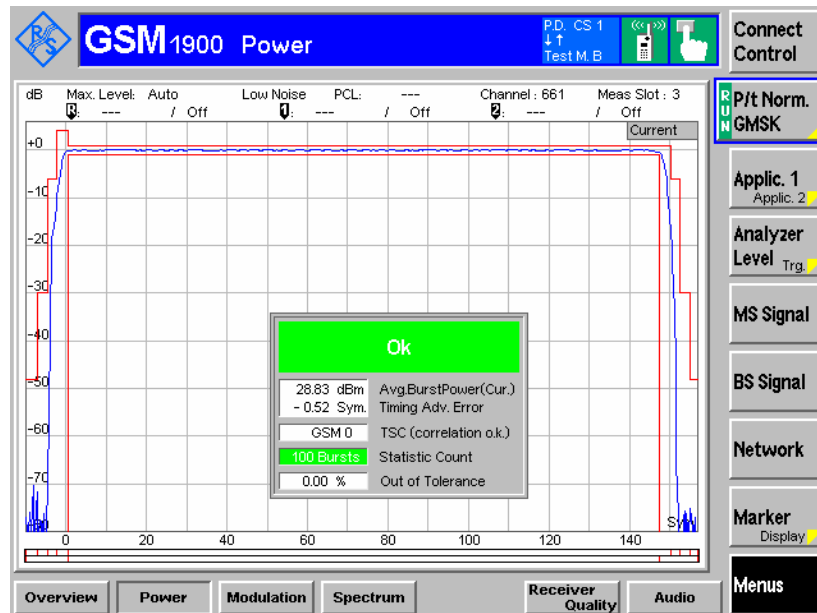 R&S GSM 1900 Power P.D. CS 1
Test M. B
Connect
Control
dB Max. Level: Auto Low Noise PCL: --- Channel : 661 Meas Slot : 3
R: --- / Off 1: --- / Off 2: --- / Off
Current
RUN
P/t Norm.
GMSK
Applic. 1
Applic. 2
Analyzer
Level Trg.
MS Signal
BS Signal
Network
Marker
Display
Menus
+0
-10
-20
-30
-40
-50
-60
-70
Ok
28.83 dBm Avg.BurstPower(Cur.)
- 0.52 Sym. Timing Adv. Error
GSM 0 TSC (correlation o.k.)
100 Bursts Statistic Count
0.00 % Out of Tolerance
0 20 40 60 80 100 120 140
Overview Power Modulation Spectrum Receiver Quality Audio